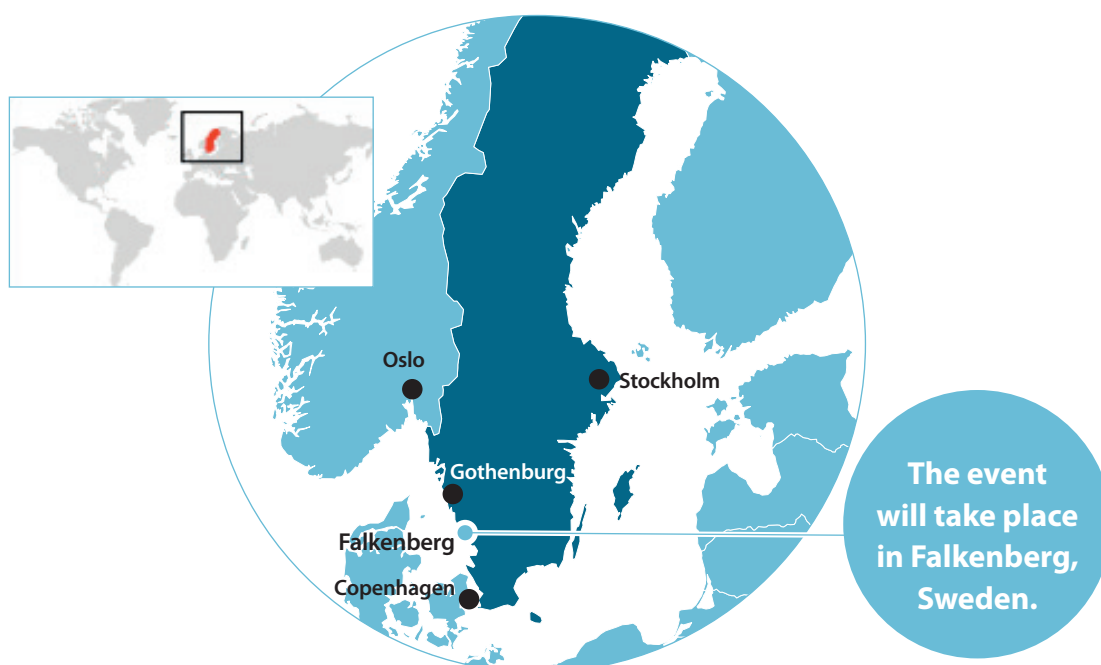 Oslo
Stockholm
Gothenburg
Falkenberg
Copenhagen
The event
will take place
in Falkenberg,
Sweden.